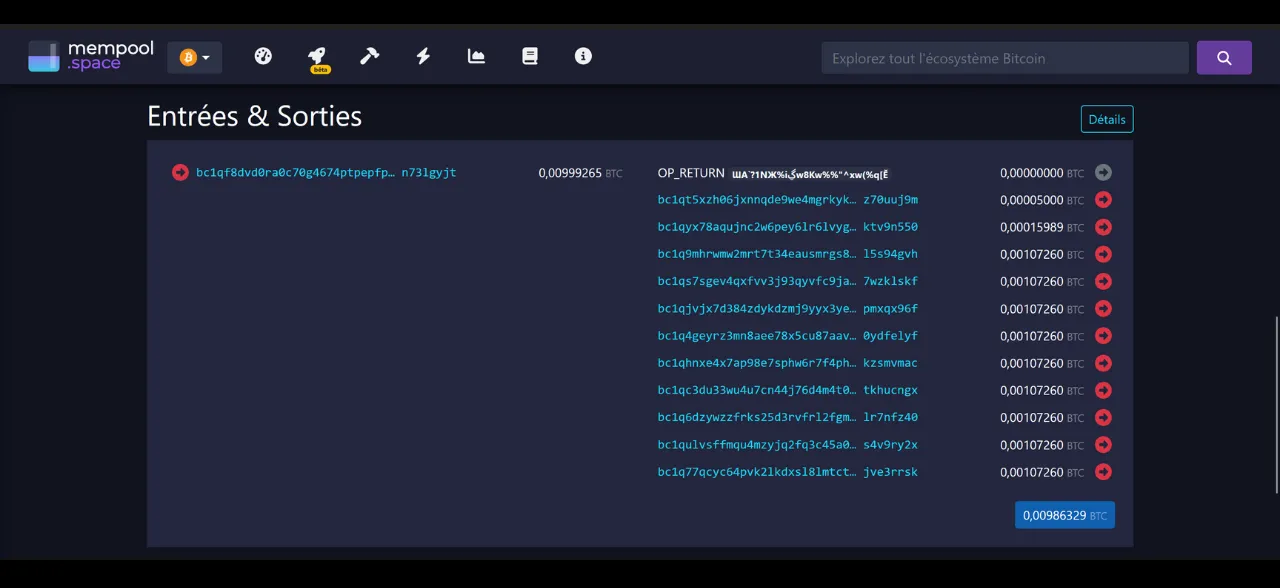 mempool
.space
bêta
Explorez tout l'écosystème Bitcoin
Entrées & Sorties
Détails
bc1qf8dvd0ra0c70g4674ptpepfp… n73lgyjt 0,00999265 BTC
OP_RETURN 0,00000000 BTC
bc1qt5xzh06jxnnqde9we4mgrkyk… z70uuj9m 0,00005000 BTC
bc1qyx78aqujnc2w6pey6lr6lvyg… ktv9n550 0,00015989 BTC
bc1q9mhrwmw2mrt7t34eausmrgs8… l5s94gvh 0,00107260 BTC
bc1qs7sgev4qxfvv3j93qyvfc9ja… 7wzklskf 0,00107260 BTC
bc1qjvjx7d384zdykdzmj9yyx3ye… pmxqx96f 0,00107260 BTC
bc1q4geyrz3mn8aee78x5cu87aav… 0ydfelyf 0,00107260 BTC
bc1qhnxe4x7ap98e7sphw6r7f4ph… kzsmvmac 0,00107260 BTC
bc1qc3du33wu4u7cn44j76d4m4t0… tkhucngx 0,00107260 BTC
bc1q6dzywzzfrks25d3rvfrl2fgm… lr7nfz40 0,00107260 BTC
bc1qulvsffmqu4mzyjq2fq3c45a0… s4v9ry2x 0,00107260 BTC
bc1q77qcyc64pvk2lkdxsl8lmtct… jve3rrsk 0,00107260 BTC
0,00986329 BTC